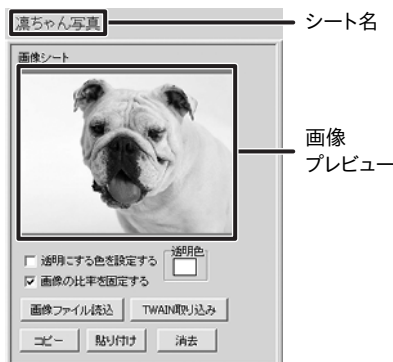 凛ちゃん写真
シート名
画像シート
画像
プレビュー
透明にする色を設定する
透明色
画像の比率を固定する
画像ファイル読込
TWAIN取り込み
コピー
貼り付け
消去